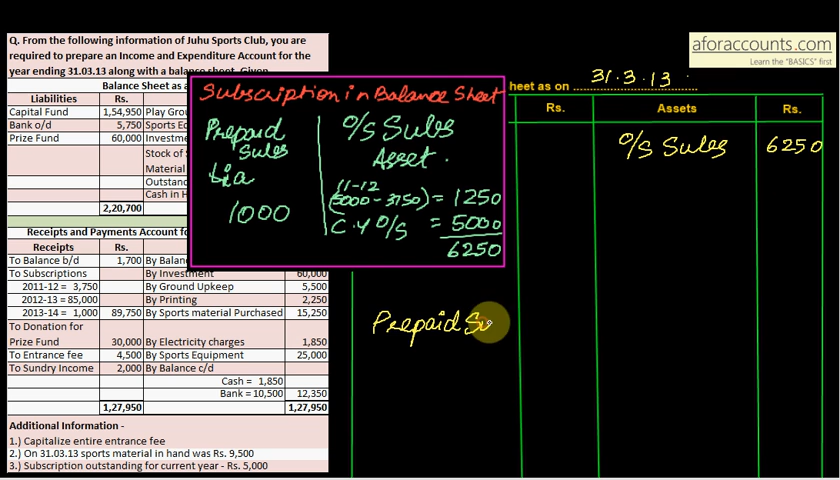 Q. From the following information of Juhu Sports Club, you are
required to prepare an Income and Expenditure Account for the
year ending 31.03.13 along with a balance sheet. Given
Balance Sheet as a
Liabilities Rs.
Capital Fund 1,54,950 Play Gro
Bank o/d 5,750 Sports E
Prize Fund 60,000 Investm
Stock of S
Material
Outstan
Cash in H
2,20,700
Receipts and Payments Account fo
Receipts Rs.
To Balance b/d 1,700 By Balan
To Subscriptions By Investment 60,000
2011-12 = 3,750 By Ground Upkeep 5,500
2012-13 = 85,000 By Printing 2,250
2013-14 = 1,000 89,750 By Sports material Purchased 15,250
To Donation for
Prize Fund 30,000 By Electricity charges 1,850
To Entrance fee 4,500 By Sports Equipment 25,000
To Sundry Income 2,000 By Balance c/d
Cash = 1,850
Bank = 10,500 12,350
1,27,950 1,27,950
Additional Information -
1.) Capitalize entire entrance fee
2.) On 31.03.13 sports material in hand was Rs. 9,500
3.) Subscription outstanding for current year - Rs. 5,000
Subscription in Balance Sheet
Prepaid
Subs
Lia
1000
O/S Subs
Asset
11-12
(5000-3750) = 1250
C.Y O/S = 5000
6250
aforaccounts.com
Learn the "BASICS" first
heet as on 31.3.13
Rs. Assets Rs.
O/S Subs 6250
Prepaid Su